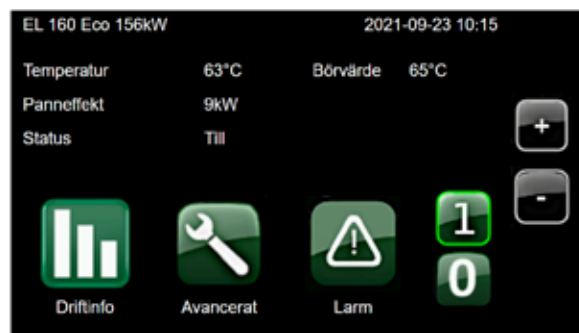 EL 160 Eco 156kW 2021-09-23 10:15
Temperatur 63°C Börvärde 65°C
Panneffekt 9kW
Status Till
+
-
1
0
Driftinfo Avancerat Larm